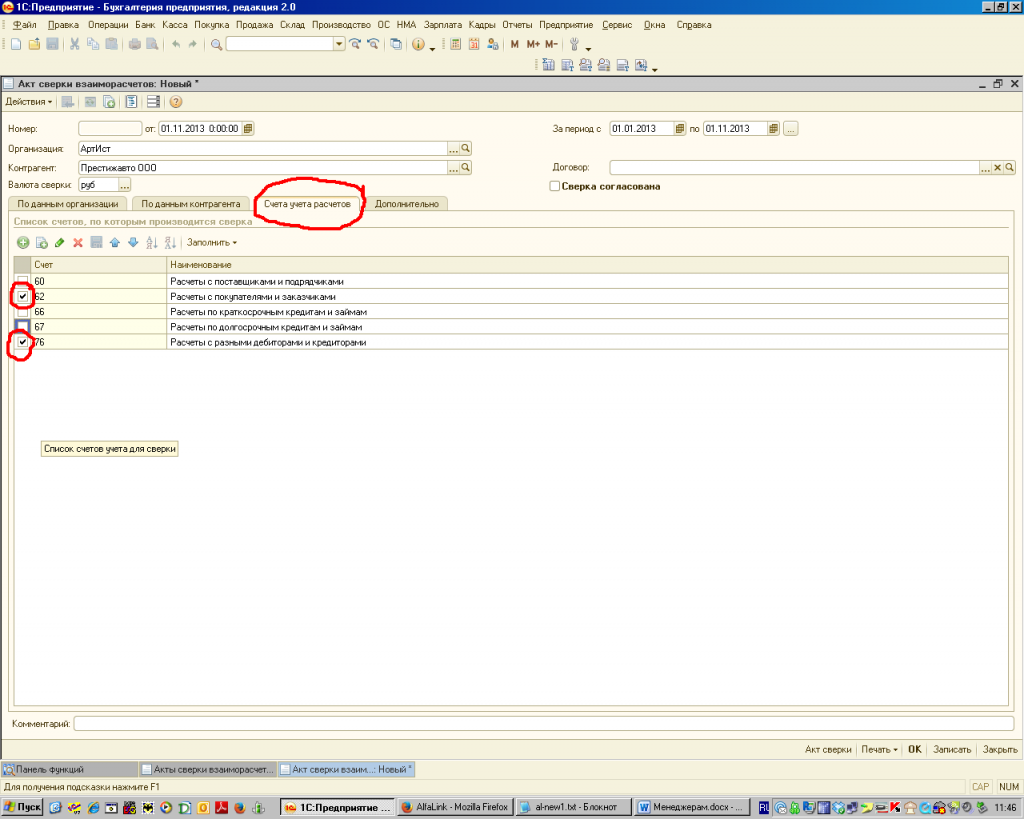 1С:Предприятие - Бухгалтерия предприятия, редакция 2.0
Файл Правка Операции Банк Касса Покупка Продажа Склад Производство ОС НМА Зарплата Кадры Отчеты Предприятие Сервис Окна Справка
M M+ M-
Акт сверки взаиморасчетов: Новый *
Действия
Номер: от: 01.11.2013 0:00:00 За период с 01.01.2013 по 01.11.2013 ...
Организация: АртИст ...
Контрагент: Престижавто ООО ... Договор: ...
Валюта сверки: руб ... Сверка согласована
По данным организации По данным контрагента Счета учета расчетов Дополнительно
Список счетов, по которым производится сверка
Заполнить
Счет Наименование
60 Расчеты с поставщиками и подрядчиками
62 Расчеты с покупателями и заказчиками
66 Расчеты по краткосрочным кредитам и займам
67 Расчеты по долгосрочным кредитам и займам
76 Расчеты с разными дебиторами и кредиторами
Список счетов учета для сверки
Комментарий:
Акт сверки Печать OK Записать Закрыть
Панель функций Акты сверки взаиморасчет... Акт сверки взаим...: Новый *
Для получения подсказки нажмите F1 CAP NUM
Пуск 1С:Предприятие ... AlfaLink - Mozilla Firefox al-new1.txt - Блокнот Менеджерам.docx - ... RL 11:46